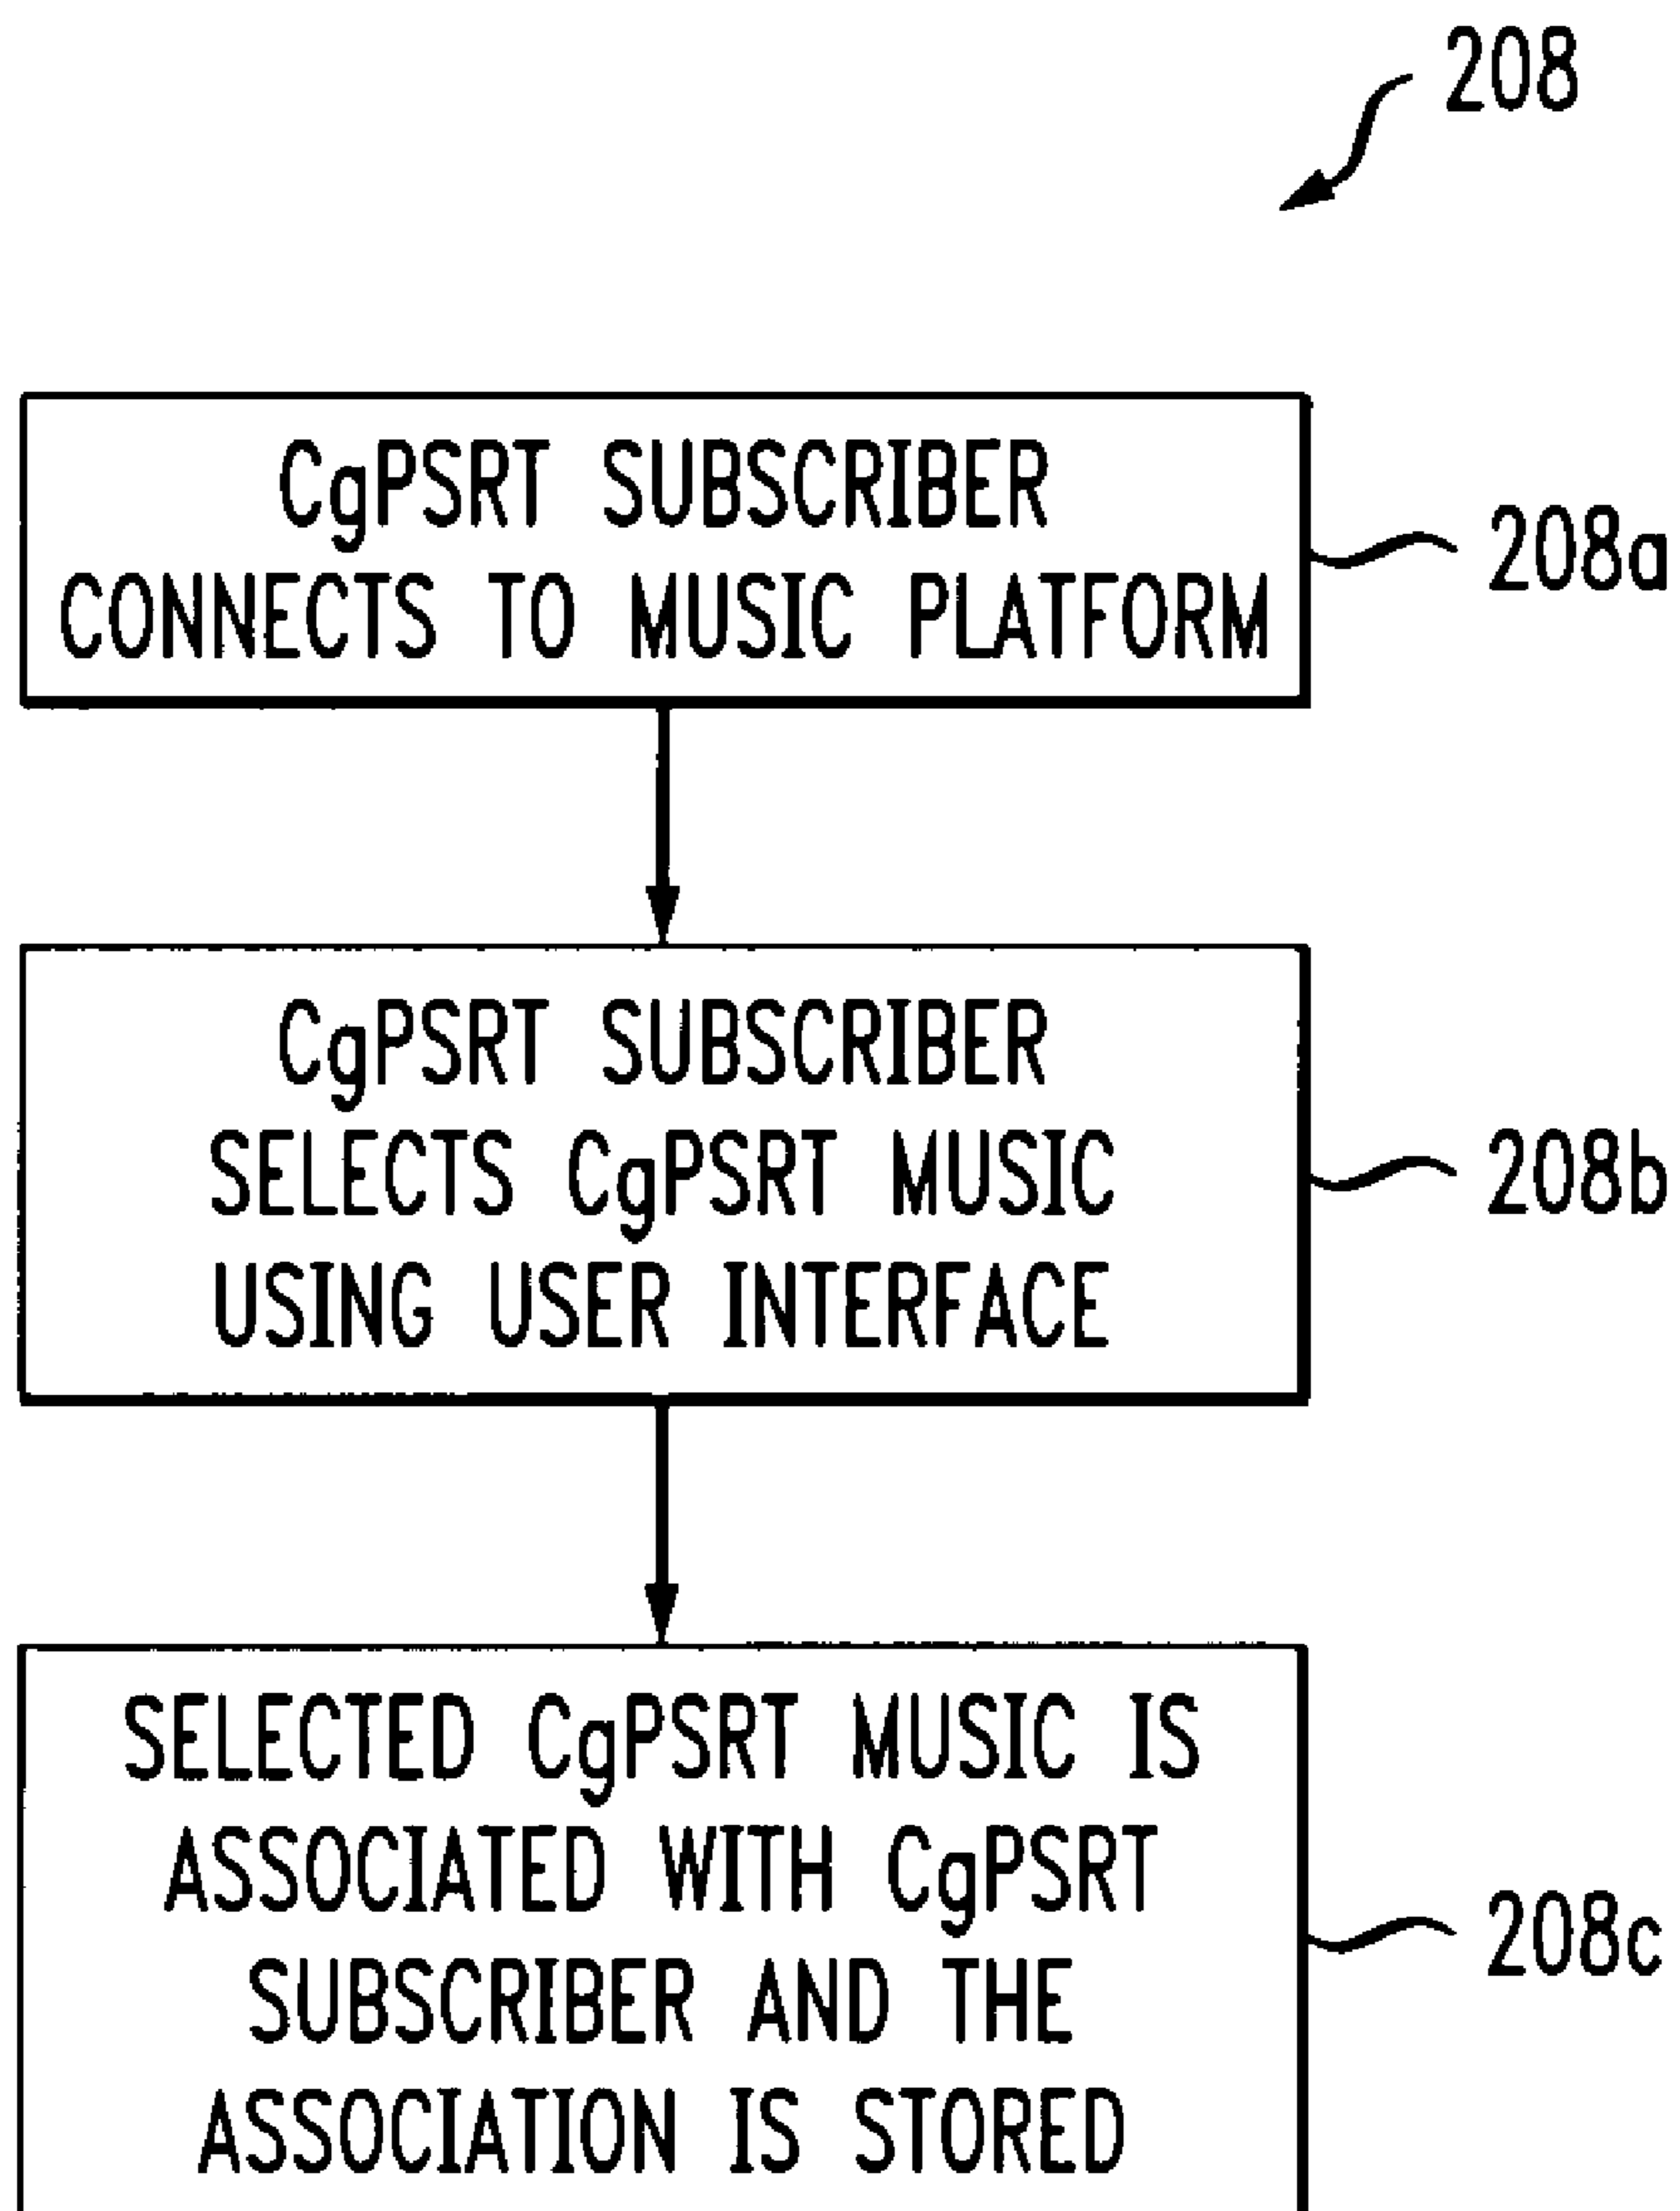 208
CgPSRT SUBSCRIBER
CONNECTS TO MUSIC PLATFORM
208a
CgPSRT SUBSCRIBER
SELECTS CgPSRT MUSIC
USING USER INTERFACE
208b
SELECTED CgPSRT MUSIC IS
ASSOCIATED WITH CgPSRT
SUBSCRIBER AND THE
ASSOCIATION IS STORED
208c